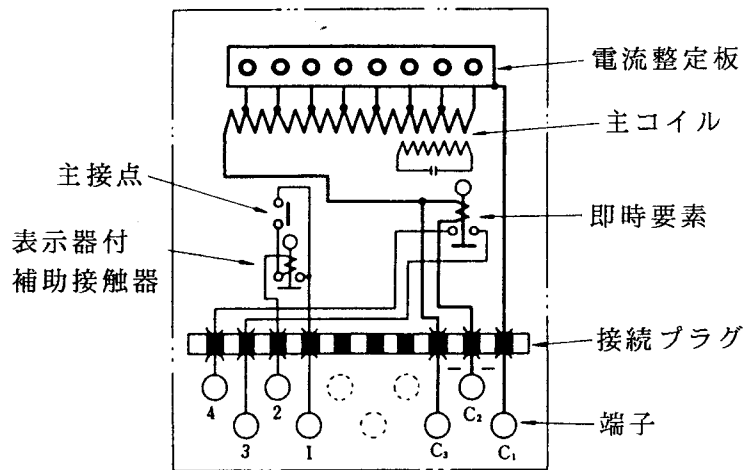 電流整定板
主コイル
主接点
即時要素
表示器付
補助接触器
接続プラグ
4
2
C₂
3
1
C₃
C₁
端子